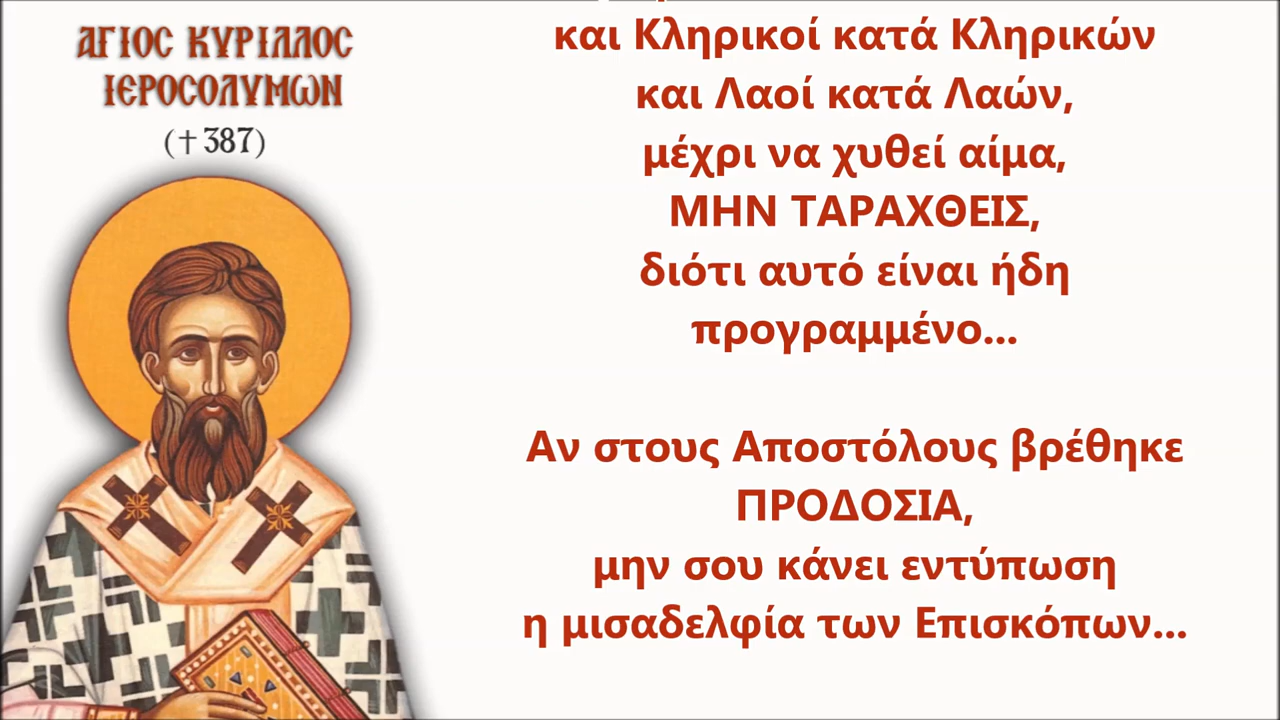 ΑΓΙΟΣ ΚΥΡΙΛΛΟΣ
ΙΕΡΟΣΟΛΥΜΩΝ
(† 387)
και Κληρικοί κατά Κληρικών
και Λαοί κατά Λαών,
μέχρι να χυθεί αίμα,
ΜΗΝ ΤΑΡΑΧΘΕΙΣ,
διότι αυτό είναι ήδη
προγραμμένο...
Αν στους Αποστόλους βρέθηκε
ΠΡΟΔΟΣΙΑ,
μην σου κάνει εντύπωση
η μισαδελφία των Επισκόπων...